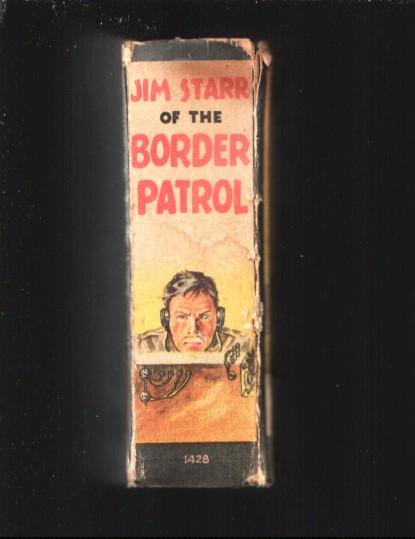 JIM STARR
OF THE
BORDER
PATROL
1428